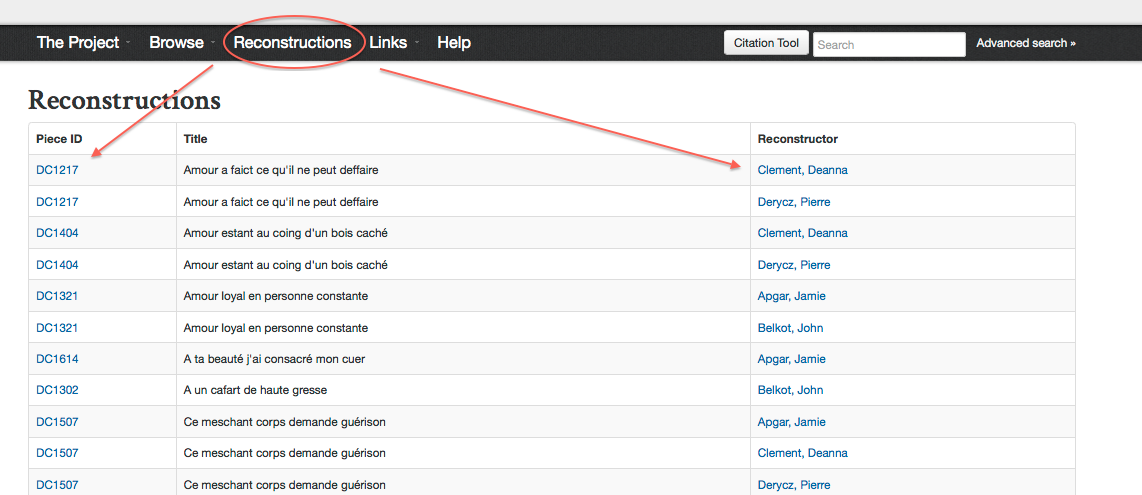 The Project Browse Reconstructions Links Help Citation Tool Search Advanced search »
Reconstructions
Piece ID Title Reconstructor
DC1217 Amour a faict ce qu'il ne peut deffaire Clement, Deanna
DC1217 Amour a faict ce qu'il ne peut deffaire Derycz, Pierre
DC1404 Amour estant au coing d'un bois caché Clement, Deanna
DC1404 Amour estant au coing d'un bois caché Derycz, Pierre
DC1321 Amour loyal en personne constante Apgar, Jamie
DC1321 Amour loyal en personne constante Belkot, John
DC1614 A ta beauté j'ai consacré mon cuer Apgar, Jamie
DC1302 A un cafart de haute gresse Belkot, John
DC1507 Ce meschant corps demande guérison Apgar, Jamie
DC1507 Ce meschant corps demande guérison Clement, Deanna
DC1507 Ce meschant corps demande guérison Derycz, Pierre